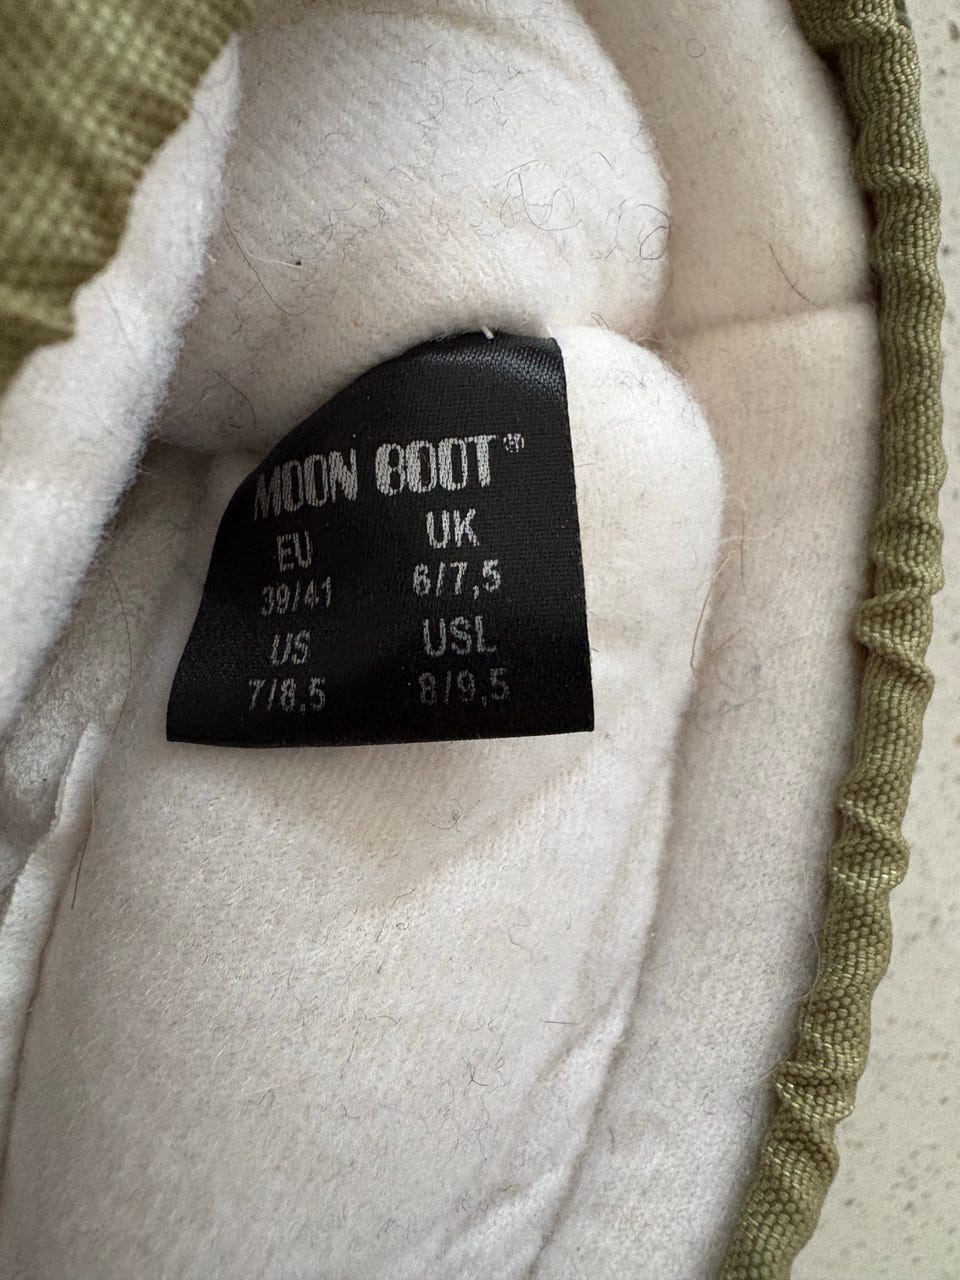 MOON BOOT®
EU UK
39/41 6/7,5
US USL
7/8,5 8/9,5